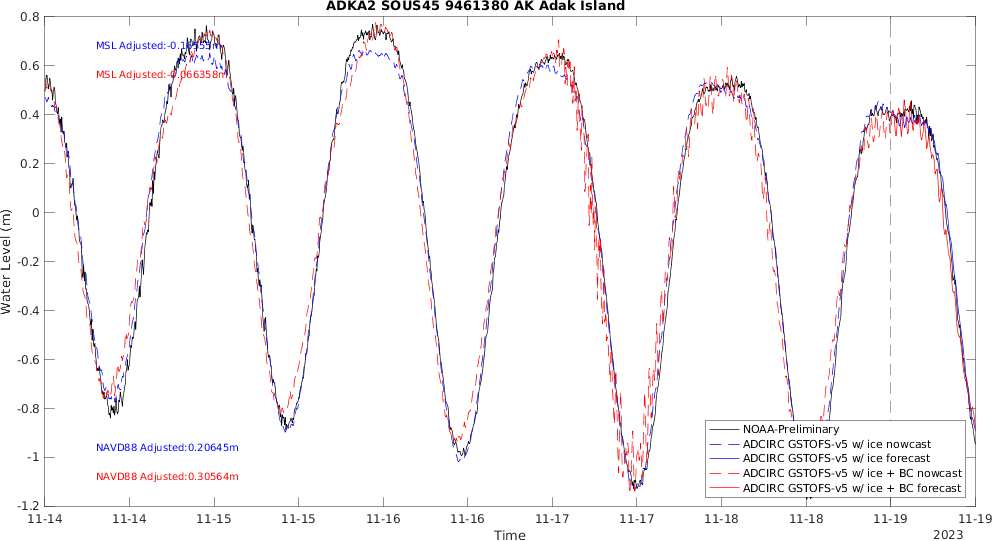 ADKA2 SOUS45 9461380 AK Adak Island
0.8
0.6
0.4
0.2
0
-0.2
-0.4
-0.6
-0.8
-1
-1.2
Water Level (m)
MSL Adjusted:
MSL Adjusted:-0.066358m
NAVD88 Adjusted:0.20645m
NAVD88 Adjusted:0.30564m
NOAA-Preliminary
ADCIRC GSTOFS-v5 w/ ice nowcast
ADCIRC GSTOFS-v5 w/ ice forecast
ADCIRC GSTOFS-v5 w/ ice + BC nowcast
ADCIRC GSTOFS-v5 w/ ice + BC forecast
11-14 11-14 11-15 11-15 11-16 11-16 11-17 11-17 11-18 11-18 11-19 11-19
Time
2023